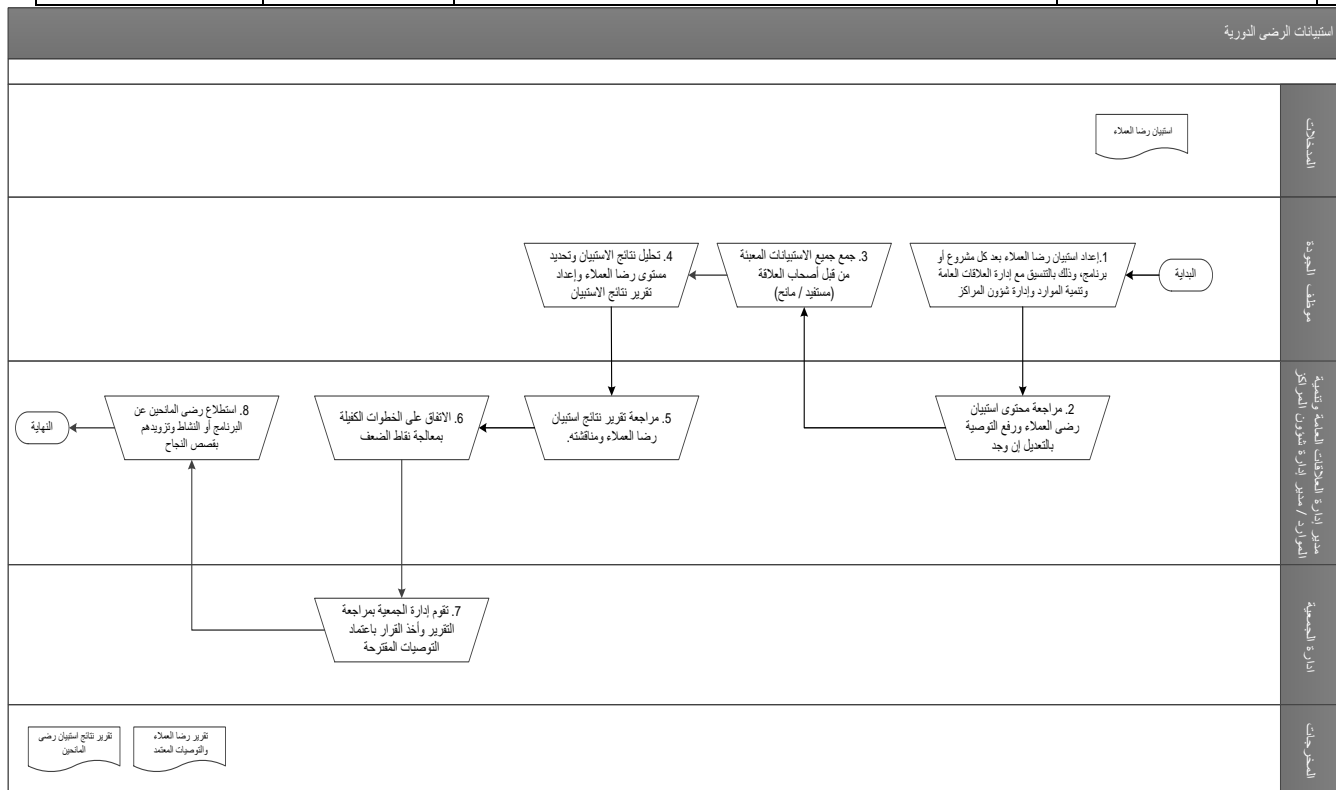 استبيانات الرضى الدورية
المدخلات
استبيان رضا العملاء
موظف الجودة
البداية
1.إعداد استبيان رضا العملاء بعد كل مشروع أو
برنامج، وذلك بالتنسيق مع إدارة العلاقات العامة
وتنمية الموارد وإدارة شؤون المراكز
3. جمع جميع الاستبيانات المعبئة
من قبل أصحاب العلاقة
(مستفيد / مانح)
4. تحليل نتائج الاستبيان وتحديد
مستوى رضا العملاء وإعداد
تقرير نتائج الاستبيان
مدير إدارة العلاقات العامة وتنمية
الموارد / مدير إدارة شؤون المراكز
2. مراجعة محتوى استبيان
رضى العملاء ورفع التوصية
بالتعديل إن وجد
5. مراجعة تقرير نتائج استبيان
رضا العملاء ومناقشته.
6. الاتفاق على الخطوات الكفيلة
بمعالجة نقاط الضعف
8. استطلاع رضى المانحين عن
البرنامج أو النشاط وتزويدهم
بقصص النجاح
النهاية
ادارة الجمعية
7. تقوم إدارة الجمعية بمراجعة
التقرير وأخذ القرار باعتماد
التوصيات المقترحة
المخرجات
تقرير رضا العملاء
والتوصيات المعتمد
تقرير نتائج استبيان رضى
المانحين